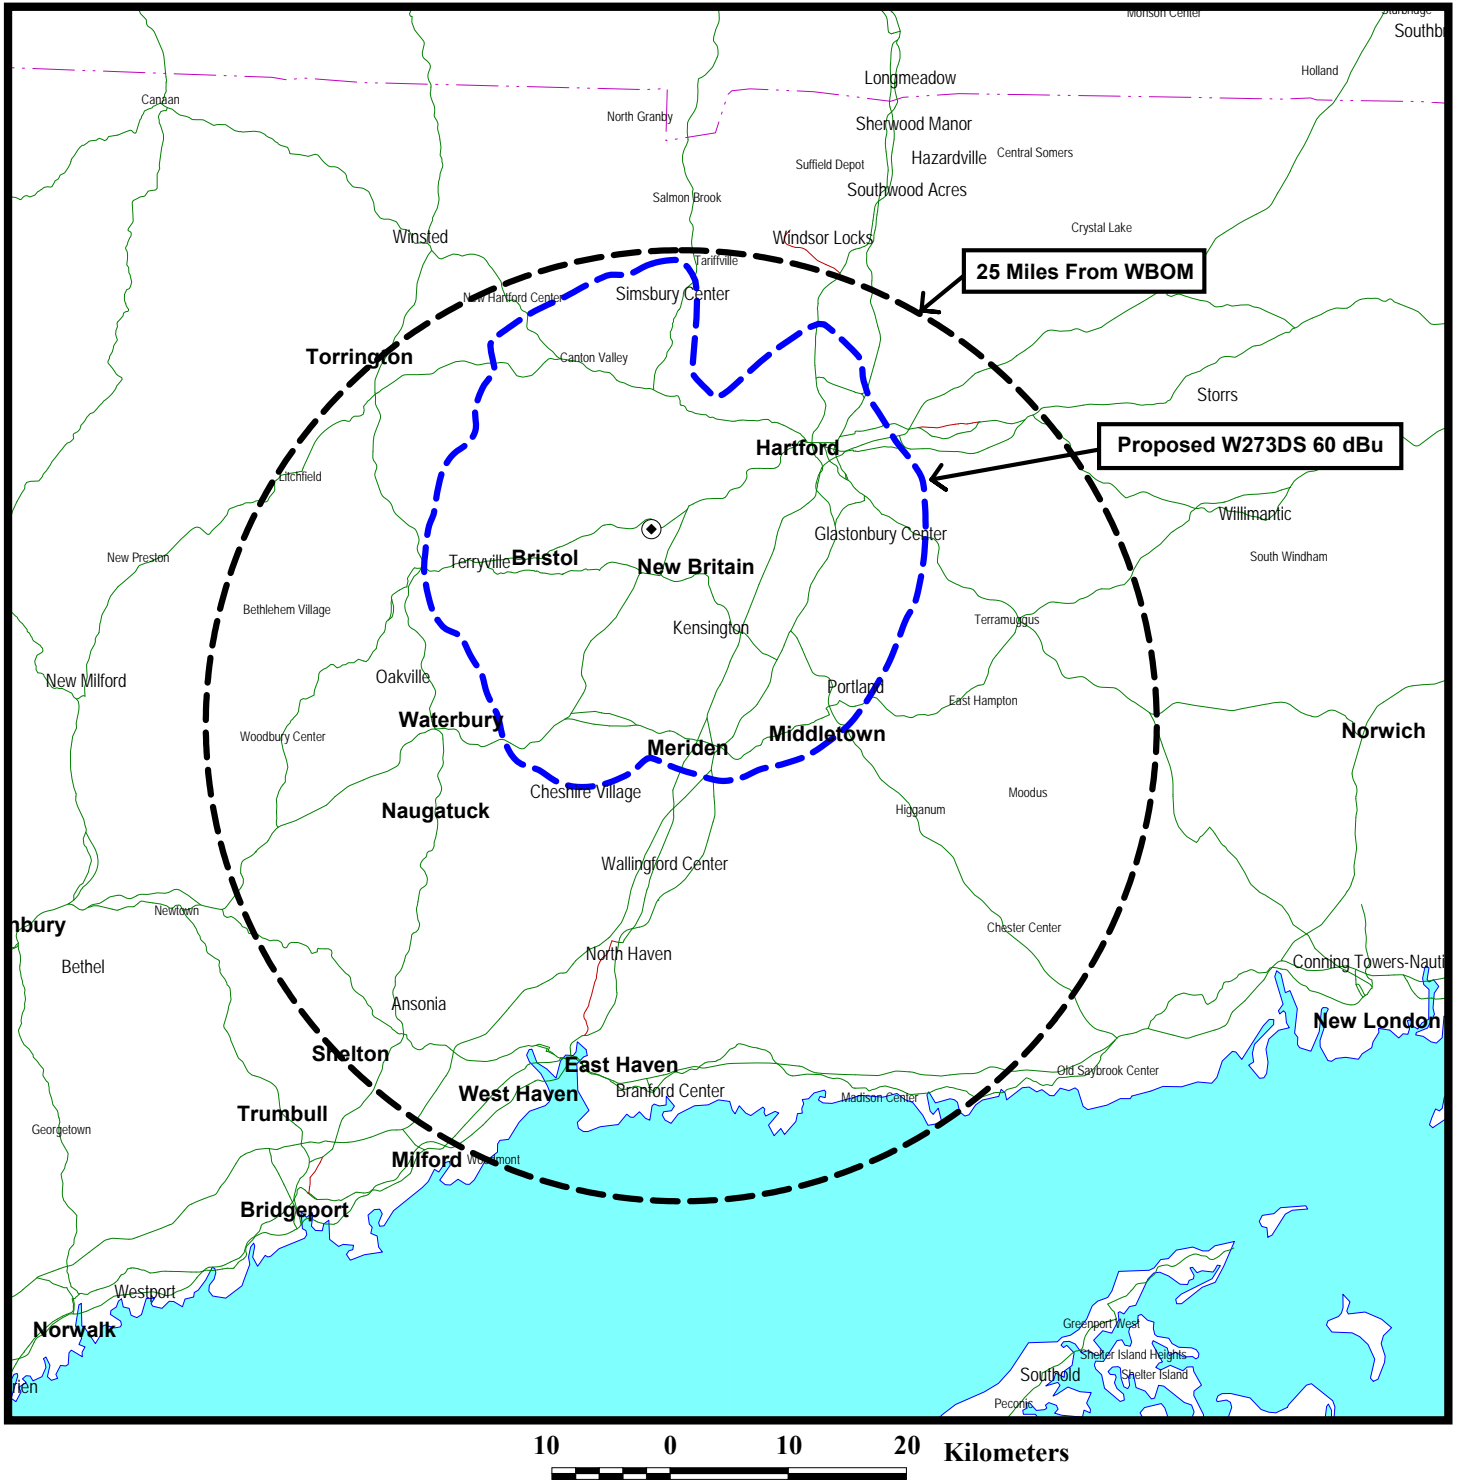 Monson Center
Sturbridge
Southbr
Holland
Longmeadow
Canaan
North Granby
Sherwood Manor
Hazardville
Central Somers
Suffield Depot
Southwood Acres
Salmon Brook
Crystal Lake
Winsted
Windsor Locks
Tariffville
25 Miles From WBOM
New Hartford Center
Simsbury Center
Torrington
Canton Valley
Storrs
Hartford
Proposed W273DS 60 dBu
Litchfield
Willimantic
Glastonbury Center
New Preston
Terryville
Bristol
New Britain
South Windham
Bethlehem Village
Kensington
Terramuggus
New Milford
Oakville
Portland
East Hampton
Waterbury
Woodbury Center
Meriden
Middletown
Norwich
Cheshire Village
Moodus
Naugatuck
Higganum
Wallingford Center
Newtown
nbury
Chester Center
Bethel
North Haven
Conning Towers-Nauti
Ansonia
New London
Shelton
East Haven
Old Saybrook Center
West Haven
Branford Center
Madison Center
Trumbull
Georgetown
Milford
Woodmont
Bridgeport
Westport
Norwalk
Greenport West
Shelter Island Heights
Southold
Shelter Island
rien
Peconic
10 0 10 20 Kilometers